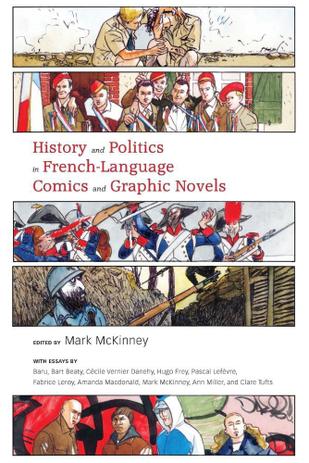 History and Politics
in French-Language
Comics and Graphic Novels
EDITED BY Mark McKinney
WITH ESSAYS BY
Baru, Bart Beaty, Cécile Vernier Danehy, Hugo Frey, Pascal Lefèvre,
Fabrice Leroy, Amanda Macdonald, Mark McKinney, Ann Miller, and Clare Tufts